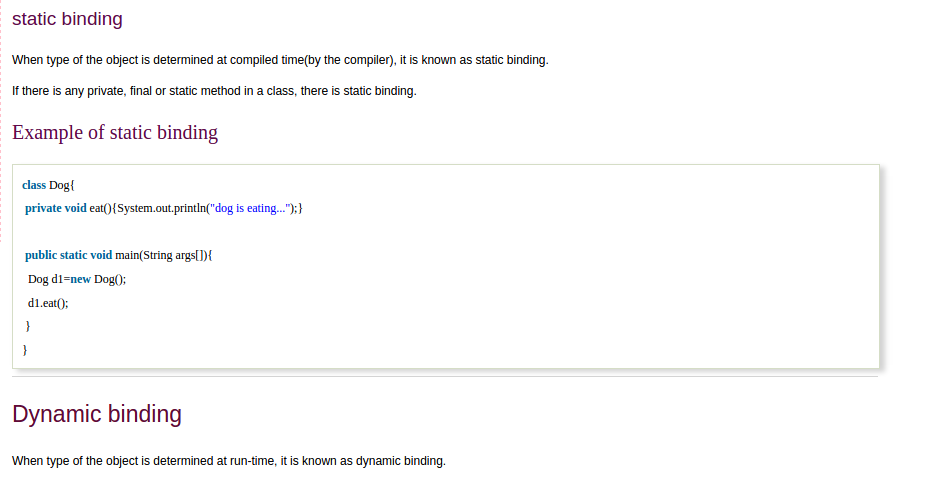 static binding
When type of the object is determined at compiled time(by the compiler), it is known as static binding.
If there is any private, final or static method in a class, there is static binding.
Example of static binding
class Dog{
private void eat(){System.out.println("dog is eating...");}
public static void main(String args[]){
Dog d1=new Dog();
d1.eat();
}
}
Dynamic binding
When type of the object is determined at run-time, it is known as dynamic binding.